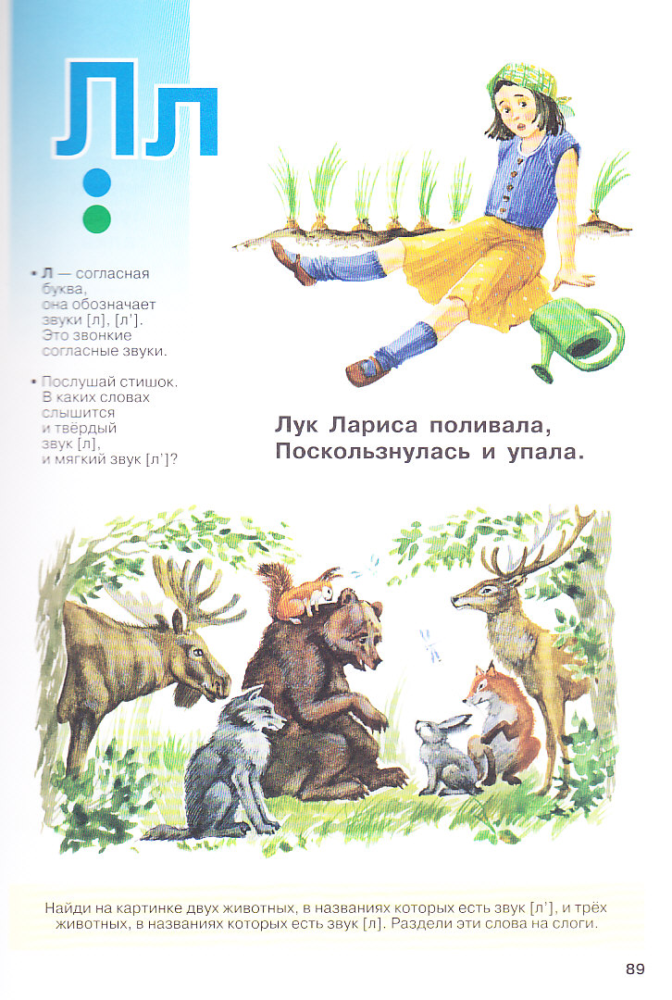 Лл
• Л — согласная
буква,
она обозначает
звуки [л], [л’].
Это звонкие
согласные звуки.
• Послушай стишок.
В каких словах
слышится
и твёрдый
звук [л],
и мягкий звук [л’]?
Лук Лариса поливала,
Поскользнулась и упала.
Найди на картинке двух животных, в названиях которых есть звук [л’], и трёх
животных, в названиях которых есть звук [л]. Раздели эти слова на слоги.
89